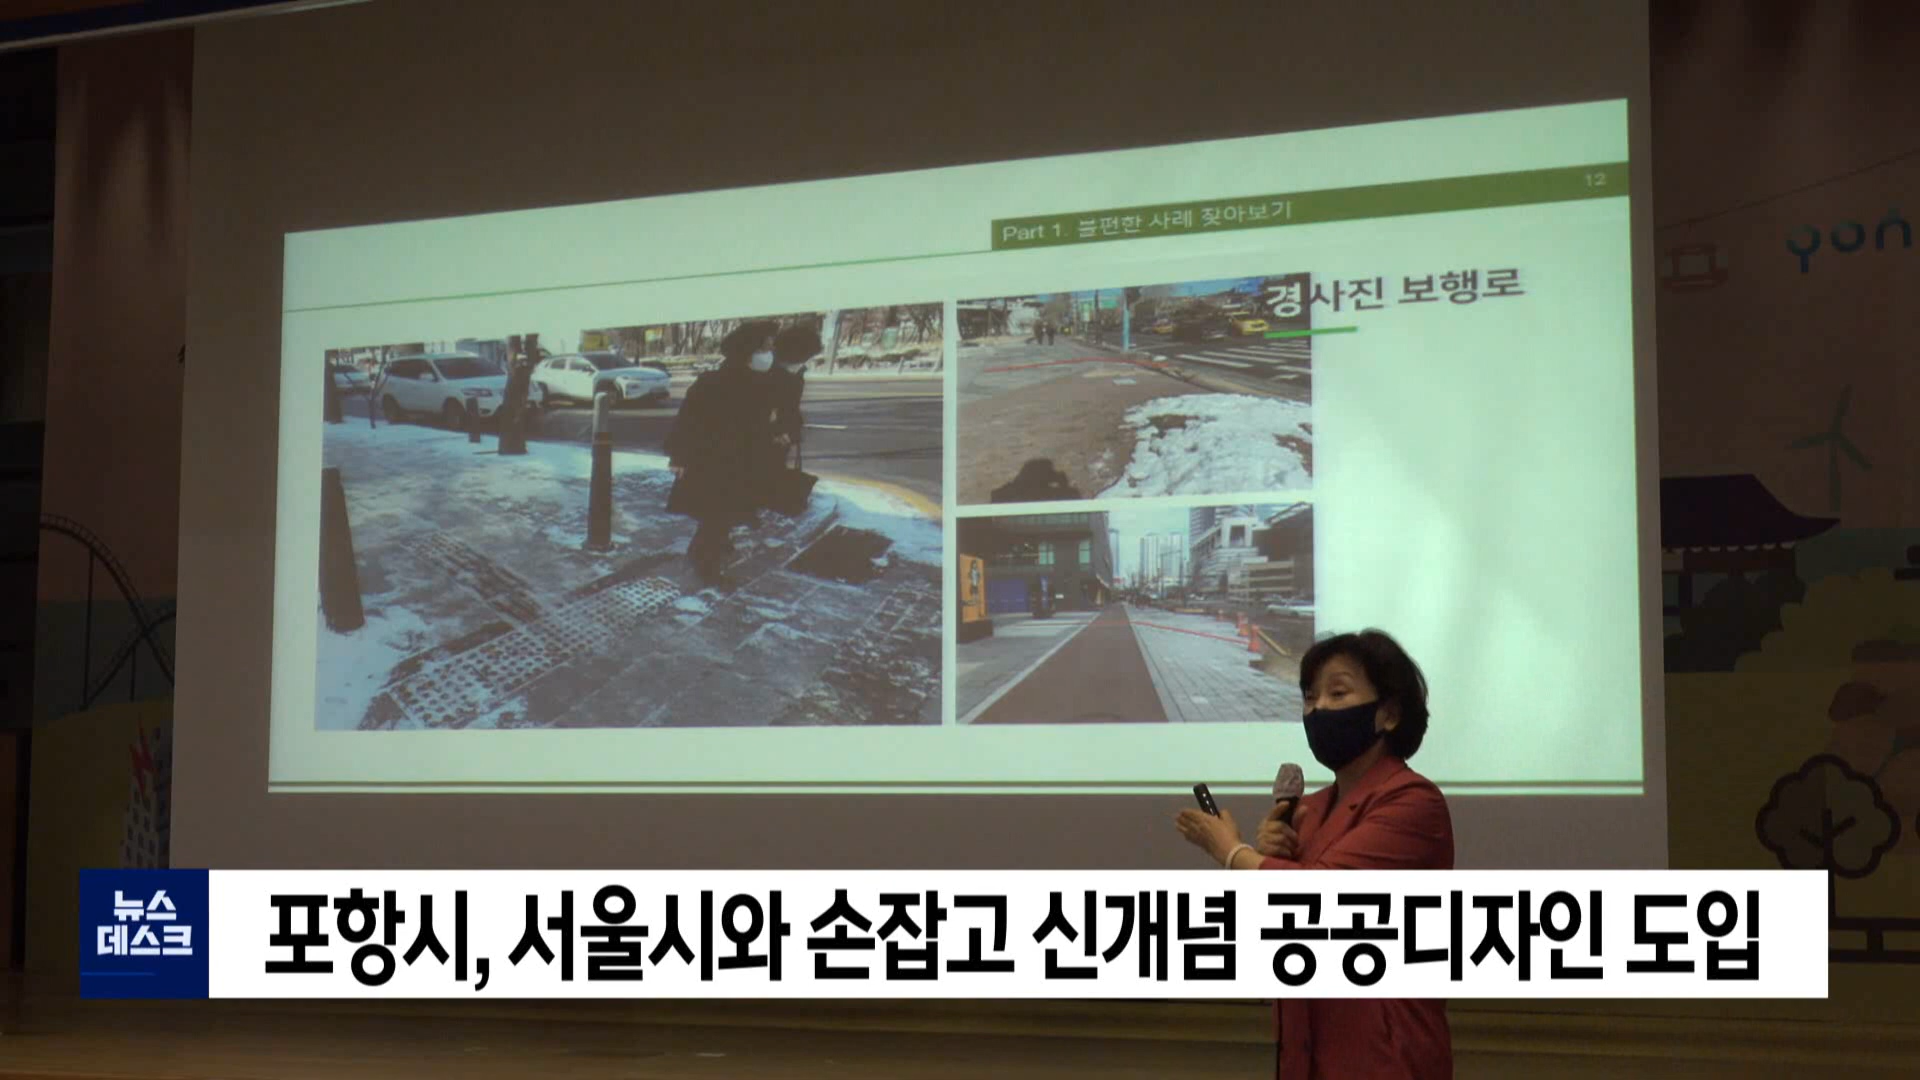 12
Part 1. 불편한 사례 찾아보기
경사진 보행로
yon
뉴스
데스크
포항시, 서울시와 손잡고 신개념 공공디자인 도입